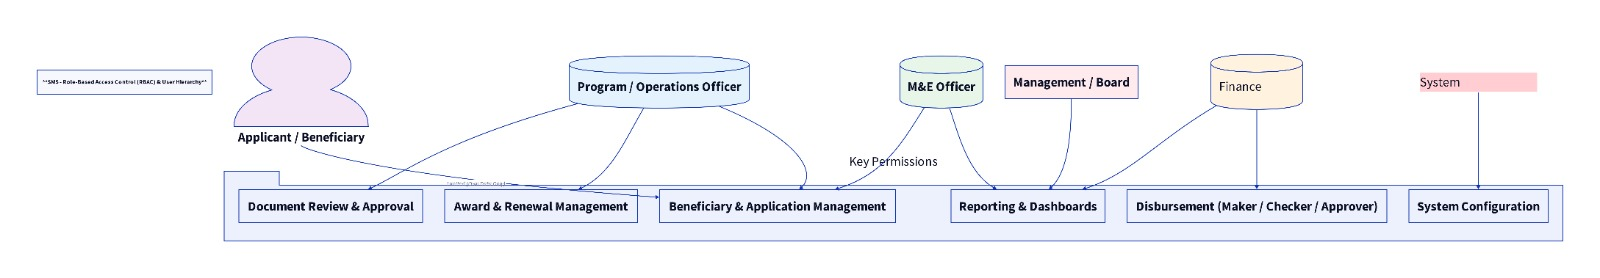 **SMS - Role-Based Access Control (RBAC) & User Hierarchy**
Applicant / Beneficiary
Program / Operations Officer
M&E Officer
Management / Board
Finance
System
Key Permissions
Document Review & Approval
Award & Renewal Management
Beneficiary & Application Management
Reporting & Dashboards
Disbursement (Maker / Checker / Approver)
System Configuration